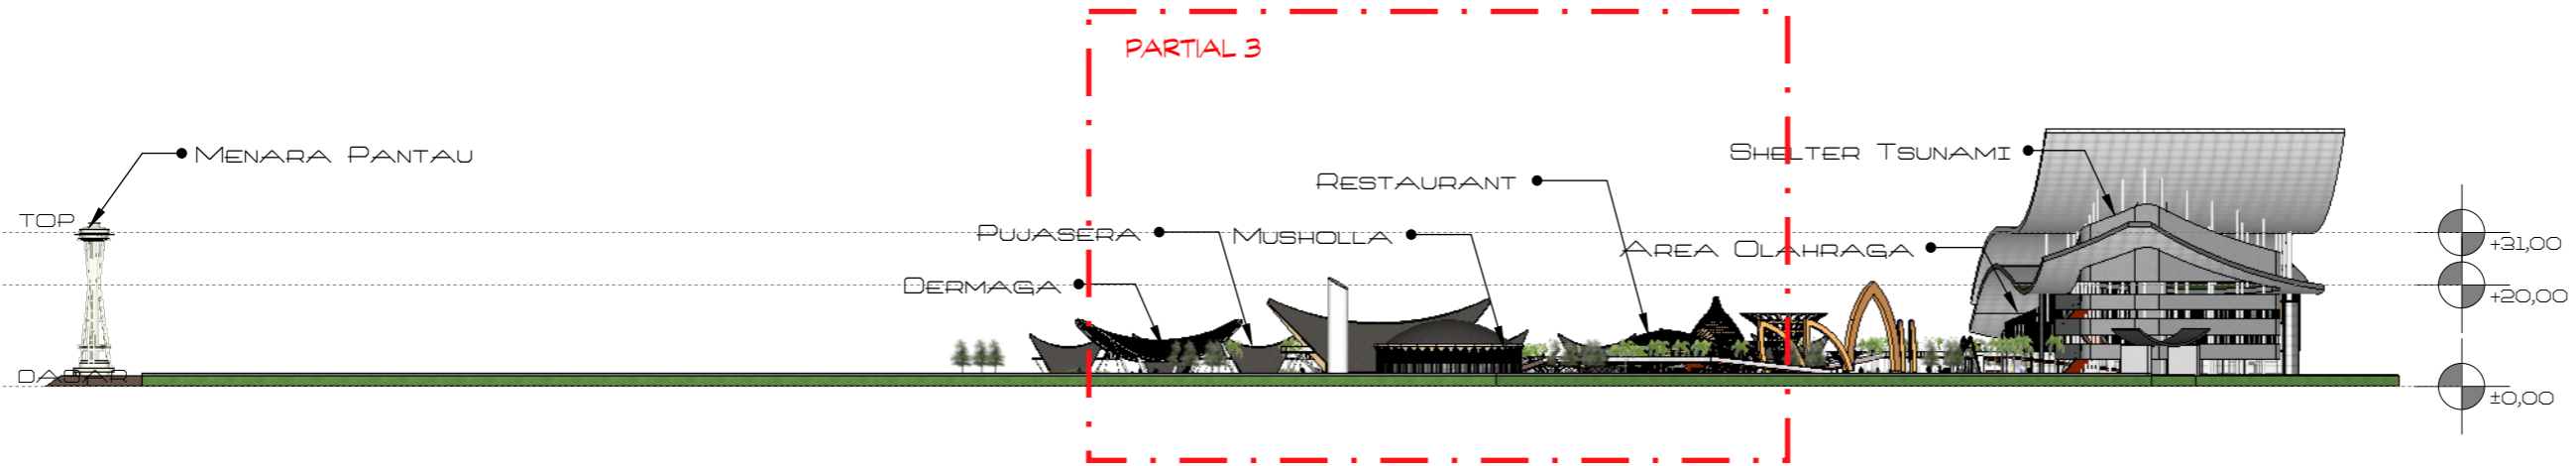 PARTIAL 3
MENARA PANTAU
SHELTER TSUNAMI
RESTAURANT
TOP
PUJASERA
MUSHOLLA
AREA OLAHRAGA
+31,00
DERMAGA
+20,00
DASAR
±0,00